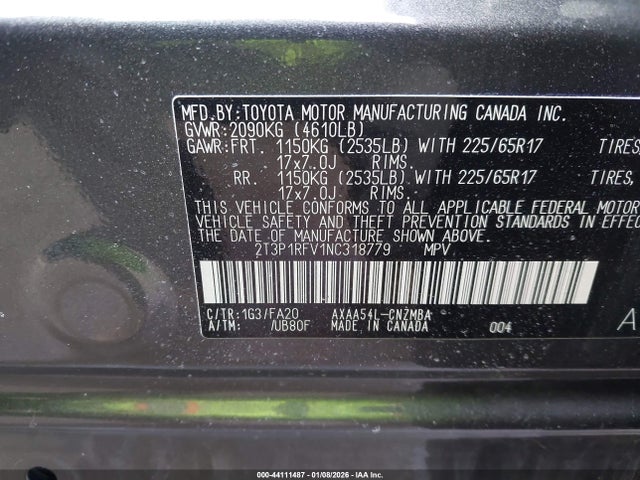 MFD.BY:TOYOTA MOTOR MANUFACTURING CANADA INC.
GVWR:2090KG (4610LB)
GAWR:FRT. 1150KG (2535LB) WITH 225/65R17 TIRES,
17x7.0J RIMS.
RR. 1150KG (2535LB) WITH 225/65R17 TIRES,
17x7.0J RIMS.
THIS VEHICLE CONFORMS TO ALL APPLICABLE FEDERAL MOTOR
VEHICLE SAFETY AND THEFT PREVENTION STANDARDS IN EFFEC
THE DATE OF MANUFACTURE SHOWN ABOVE.
2T3P1RFV1NC318779 MPV
C/TR:1G3/FA20 AXAA54L-CNZMBA
A/TM: /UB80F MADE IN CANADA 004 A
000-44111487 - 01/08/2026 - IAA Inc.